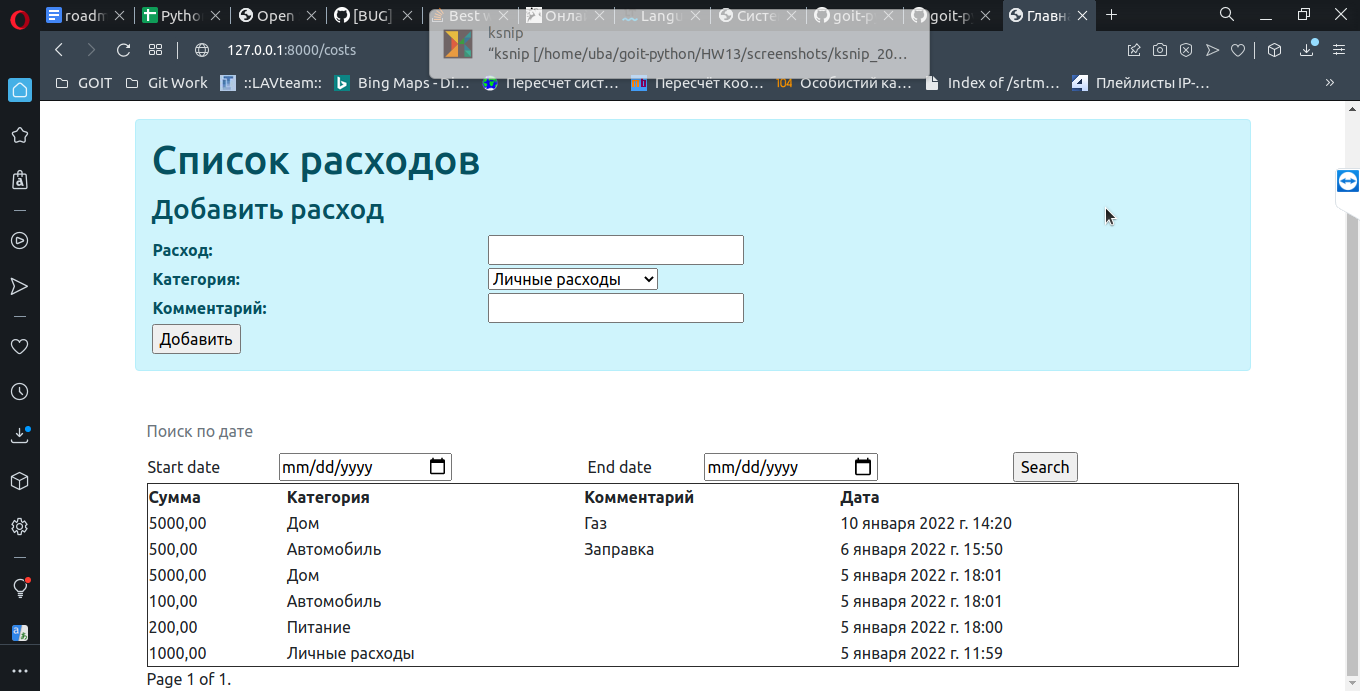 roadm
Pytho
Open
[BUG]
Best
Онла
Langu
Систе
goit-p
goit-p
Главн
ksnip
"ksnip [/home/uba/goit-python/HW13/screenshots/ksnip_20...
127.0.0.1:8000/costs
GOIT
Git Work
::LAVteam::
Bing Maps - Di...
Пересчет сист...
Пересчёт коо...
104
Особистий ка...
Index of /srtm...
Плейлисты IP-...
Список расходов
Добавить расход
Расход:
Категория: Личные расходы
Комментарий:
Добавить
Поиск по дате
Start date mm/dd/yyyy End date mm/dd/yyyy Search
Сумма Категория Комментарий Дата
5000,00 Дом Газ 10 января 2022 г. 14:20
500,00 Автомобиль Заправка 6 января 2022 г. 15:50
5000,00 Дом 5 января 2022 г. 18:01
100,00 Автомобиль 5 января 2022 г. 18:01
200,00 Питание 5 января 2022 г. 18:00
1000,00 Личные расходы 5 января 2022 г. 11:59
Page 1 of 1.